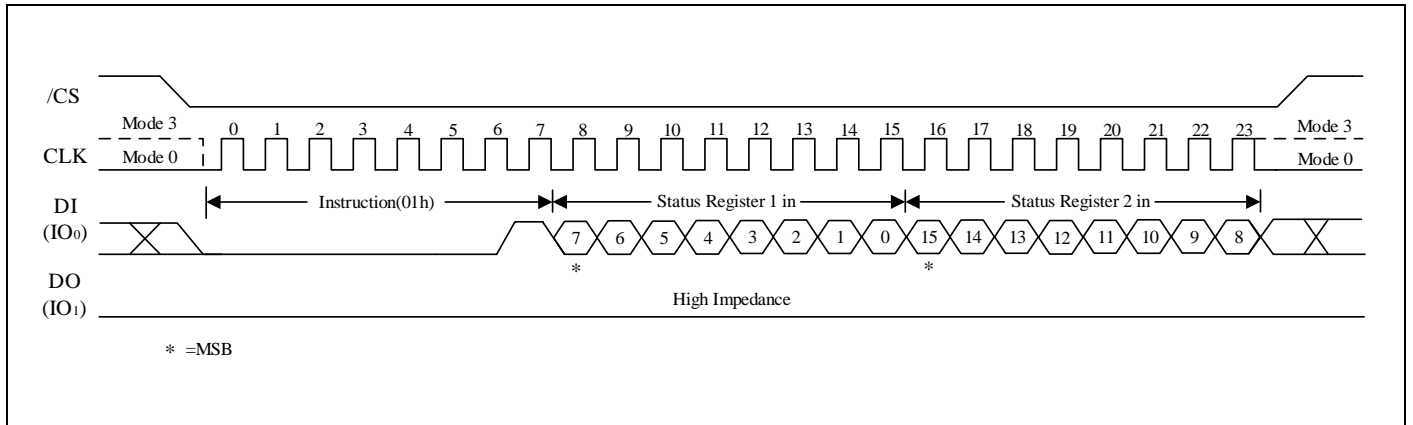 /CS
Mode 3
0 1 2 3 4 5 6 7 8 9 10 11 12 13 14 15 16 17 18 19 20 21 22 23
Mode 3
CLK
Mode 0
Mode 0
DI
(IO0)
Instruction(01h)
Status Register 1 in
Status Register 2 in
7 6 5 4 3 2 1 0 15 14 13 12 11 10 9 8
* *
DO
(IO1)
High Impedance
* =MSB